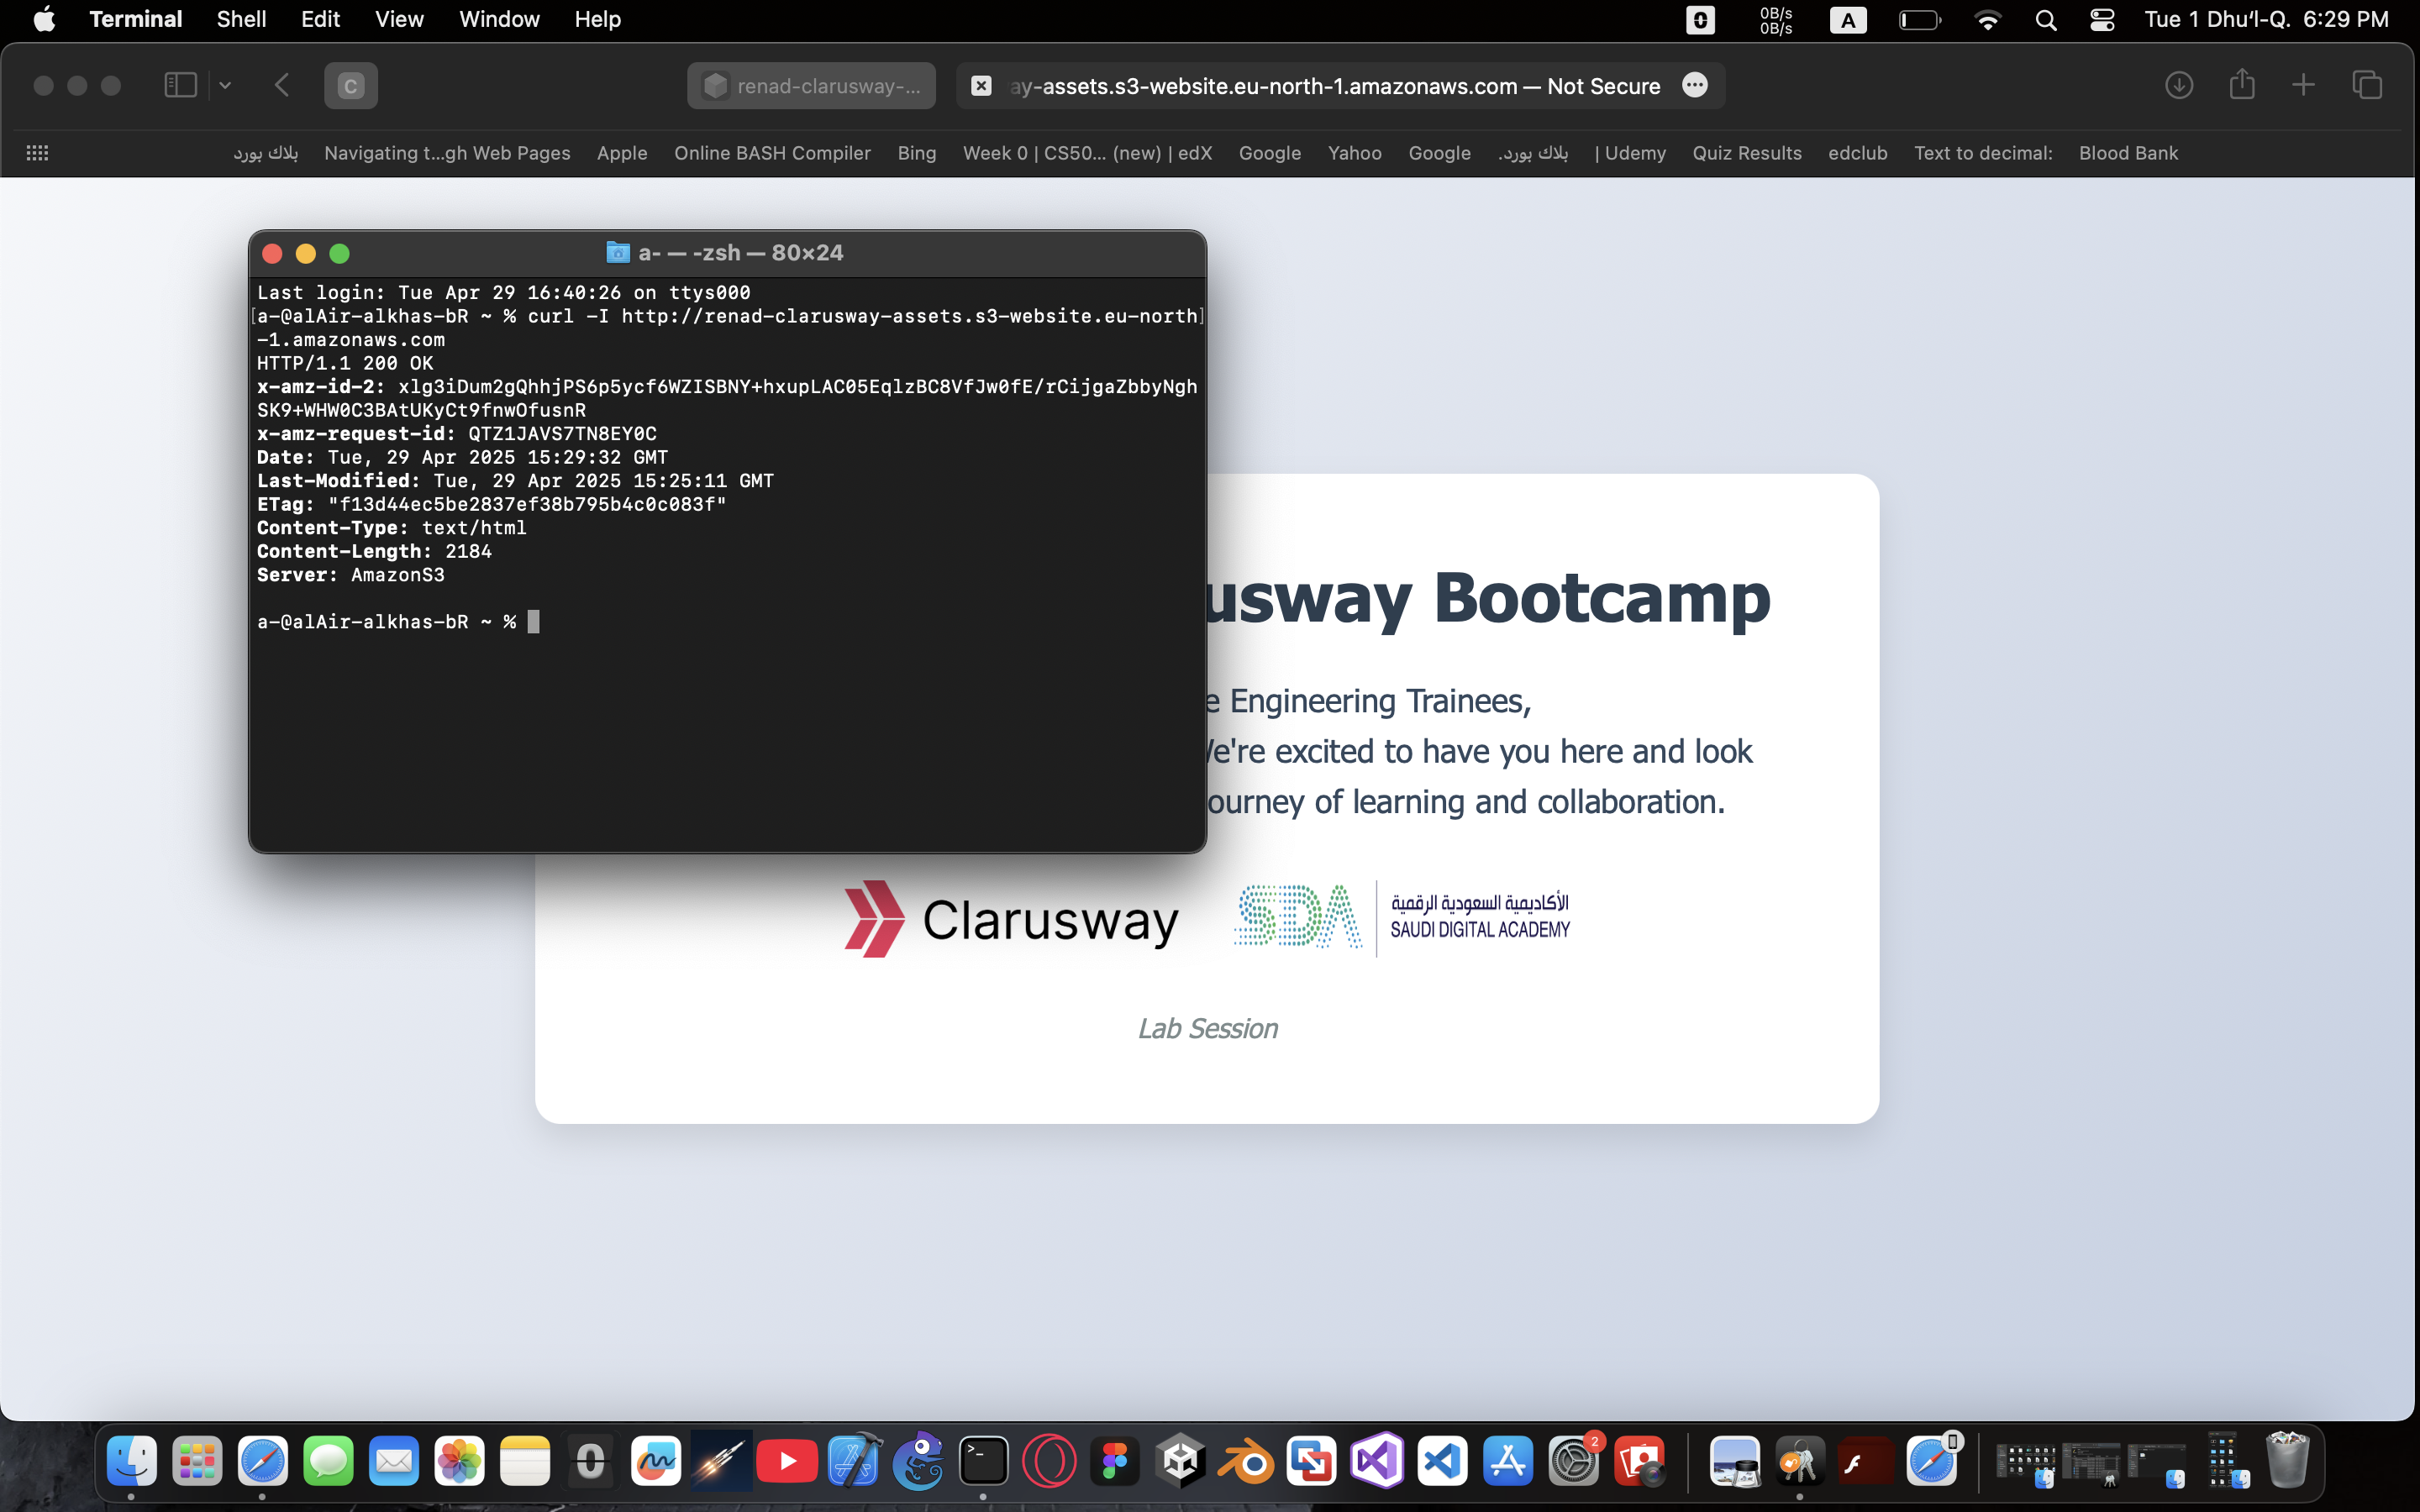 Terminal Shell Edit View Window Help 0B/s 0B/s A Tue 1 Dhu‘l-Q. 6:29 PM
C renad-clarusway-... ay-assets.s3-website.eu-north-1.amazonaws.com — Not Secure
بلاك بورد Navigating t...gh Web Pages Apple Online BASH Compiler Bing Week 0 | CS50... (new) | edX Google Yahoo Google بلاك بورد. | Udemy Quiz Results edclub Text to decimal: Blood Bank
a- — -zsh — 80×24
Last login: Tue Apr 29 16:40:26 on ttys000
[a-@alAir-alkhas-bR ~ % curl -I http://renad-clarusway-assets.s3-website.eu-north]
-1.amazonaws.com
HTTP/1.1 200 OK
x-amz-id-2: xlg3iDum2gQhhjPS6p5ycf6WZISBNY+hxupLAC05EqlzBC8VfJw0fE/rCijgaZbbyNgh
SK9+WHW0C3BAtUKyCt9fnwOfusnR
x-amz-request-id: QTZ1JAVS7TN8EY0C
Date: Tue, 29 Apr 2025 15:29:32 GMT
Last-Modified: Tue, 29 Apr 2025 15:25:11 GMT
ETag: "f13d44ec5be2837ef38b795b4c0c083f"
Content-Type: text/html
Content-Length: 2184
Server: AmazonS3
a-@alAir-alkhas-bR ~ %
usway Bootcamp
e Engineering Trainees,
We're excited to have you here and look
ourney of learning and collaboration.
Clarusway
SDA
الأكاديمية السعودية الرقمية
SAUDI DIGITAL ACADEMY
Lab Session
2